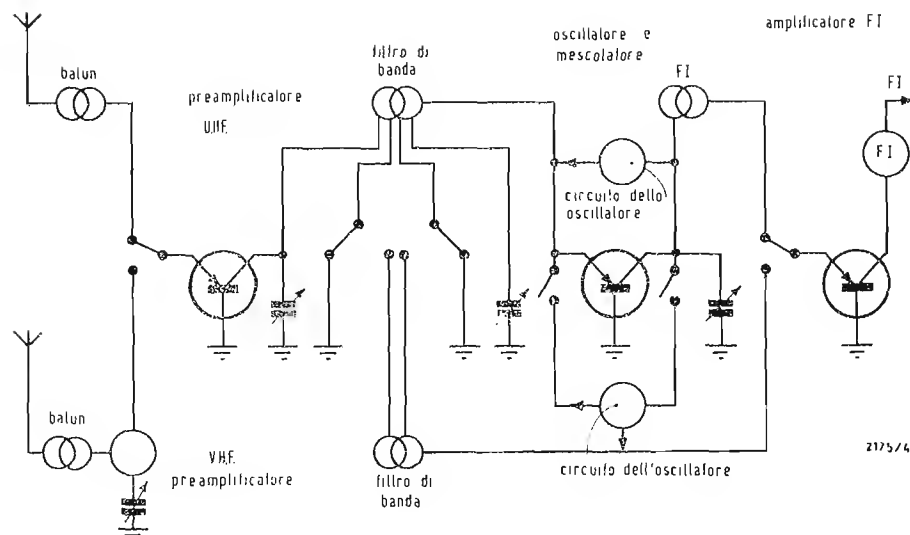 balun
preamplificatore
U.H.F.
filtro di
banda
oscillatore e
mescolatore
FI
amplificatore FI
FI
FI
circuito dello
oscillatore
balun
V.H.F.
preamplificatore
filtro di
banda
circuito dell'oscillatore
2175/4